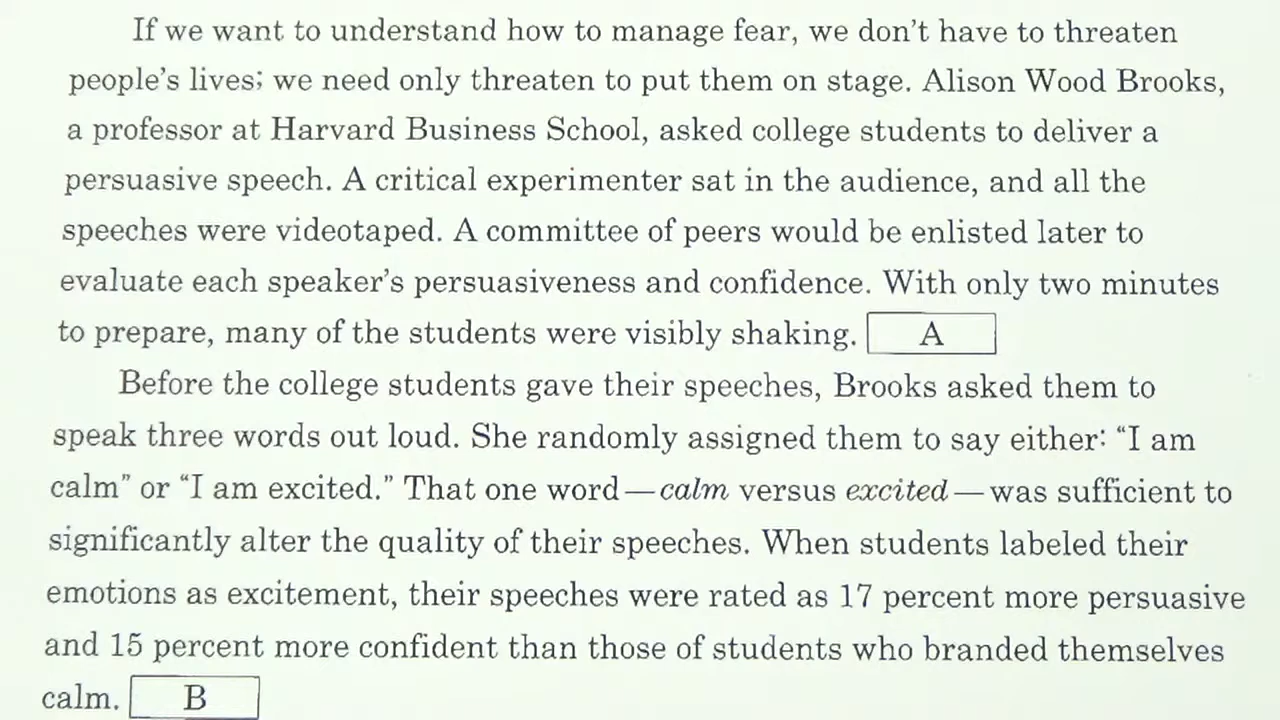 If we want to understand how to manage fear, we don't have to threaten
people's lives; we need only threaten to put them on stage. Alison Wood Brooks,
a professor at Harvard Business School, asked college students to deliver a
persuasive speech. A critical experimenter sat in the audience, and all the
speeches were videotaped. A committee of peers would be enlisted later to
evaluate each speaker's persuasiveness and confidence. With only two minutes
to prepare, many of the students were visibly shaking. A
Before the college students gave their speeches, Brooks asked them to
speak three words out loud. She randomly assigned them to say either: “I am
calm” or “I am excited.” That one word—calm versus excited—was sufficient to
significantly alter the quality of their speeches. When students labeled their
emotions as excitement, their speeches were rated as 17 percent more persuasive
and 15 percent more confident than those of students who branded themselves
calm. B